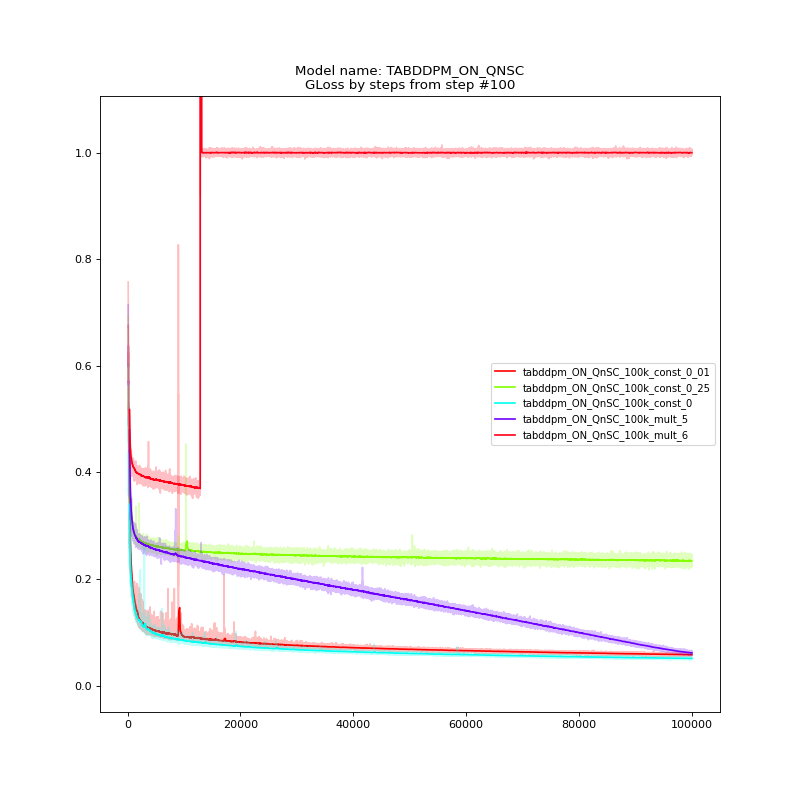 Model name: TABDDPM_ON_QNSC
GLoss by steps from step #100
1.0
0.8
0.6
0.4
0.2
0.0
tabddpm_ON_QnSC_100k_const_0_01
tabddpm_ON_QnSC_100k_const_0_25
tabddpm_ON_QnSC_100k_const_0
tabddpm_ON_QnSC_100k_mult_5
tabddpm_ON_QnSC_100k_mult_6
0
20000
40000
60000
80000
100000